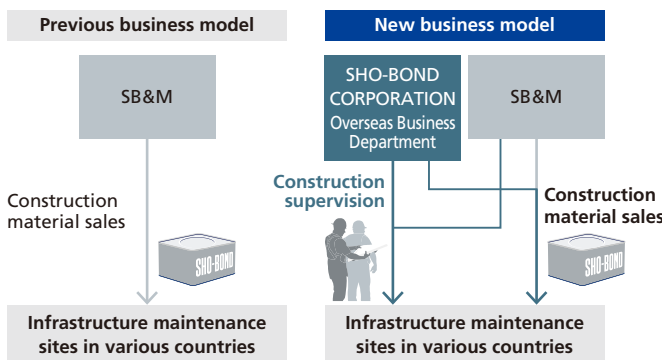 Previous business model
SB&M
Construction
material sales
SHO-BOND
Infrastructure maintenance
sites in various countries
New business model
SHO-BOND
CORPORATION
Overseas Business
Department
SB&M
Construction
supervision
Construction
material sales
SHO-BOND
Infrastructure maintenance
sites in various countries